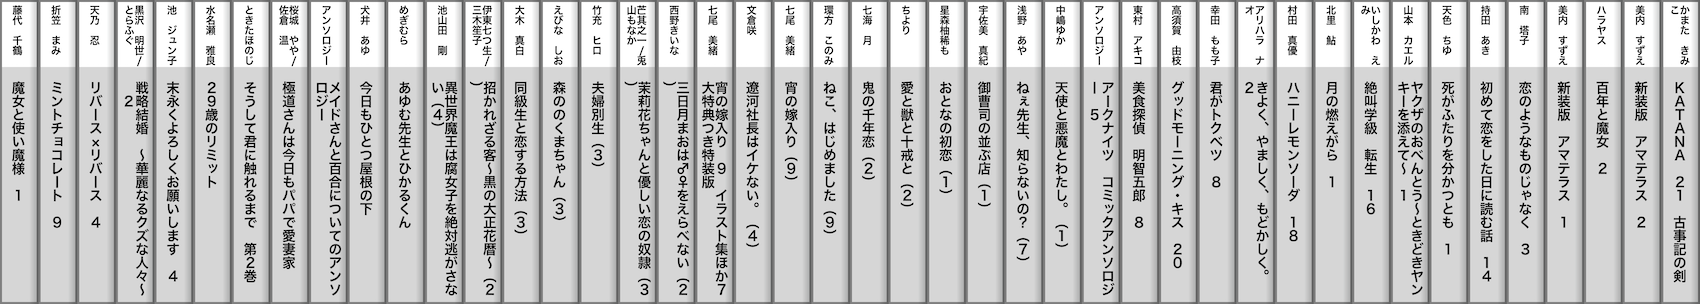 かまた きみこ
KATANA 21 古事記の剣
美内 すずえ
新装版 アマテラス 2
ハラヤス
百年と魔女 2
美内 すずえ
新装版 アマテラス 1
南 塔子
恋のようなものじゃなく 3
持田 あき
初めて恋をした日に読む話 14
天色 ちゆ
死がふたりを分かつとも 1
山本 カエル
ヤクザのおべんとう~ときどきヤン
キーを添えて~ 1
いしかわ え
み
絶叫学級 転生 16
北里 鮎
月の燃えがら 1
村田 真優
ハニーレモンソーダ 18
アリハラ ナ
オ
きよく、やましく、もどかしく。
2
幸田 もも子
君がトクベツ 8
高須賀 由枝
グッドモーニング・キス 20
東村 アキコ
美食探偵 明智五郎 8
アンソロジー
アークナイツ コミックアンソロジ
ー 5
中嶋ゆか
天使と悪魔とわたし。(1)
浅野 あや
ねぇ先生、知らないの?(7)
宇佐美 真紀
御曹司の並ぶ店(1)
星森柚稀も
おとなの初恋(1)
ちより
愛と獣と十戒と(2)
七海 月
鬼の千年恋(2)
環方 このみ
ねこ、はじめました(9)
七尾 美緒
宵の嫁入り(9)
文倉咲
遼河社長はイケない。(4)
七尾 美緒
宵の嫁入り 9 イラスト集ほか7
大特典つき特装版
西野きいな
三日月まおは♂♀をえらべない(2
)
芒其之一/兎
山もなか
茉莉花ちゃんと優しい恋の奴隷(3
)
池山田 剛
異世界魔王は腐女子を絶対逃がさな
い(4)
伊東七つ生/
三木笙子
招かれざる客~黒の大正花暦~(2
)
大木 真白
同級生と恋する方法(3)
えびな しお
森ののくまちゃん(3)
竹充 ヒロ
夫婦別生(3)
めぎむら
あゆむ先生とひかるくん
犬井 あゆ
今日もひとつ屋根の下
アンソロジー
メイドさんと百合についてのアンソ
ロジー
桜城 やや/
佐倉 温
極道さんは今日もパパで愛妻家
ときたほのじ
そうして君に触れるまで 第2巻
水名瀬 雅良
29歳のリミット
池 ジュン子
末永くよろしくお願いします 4
黒沢 明世/
とらふぐ
戦略結婚 ~華麗なるクズな人々~
2
天乃 忍
リバース×リバース 4
折笠 まみ
ミントチョコレート 9
藤代 千鶴
魔女と使い魔様 1